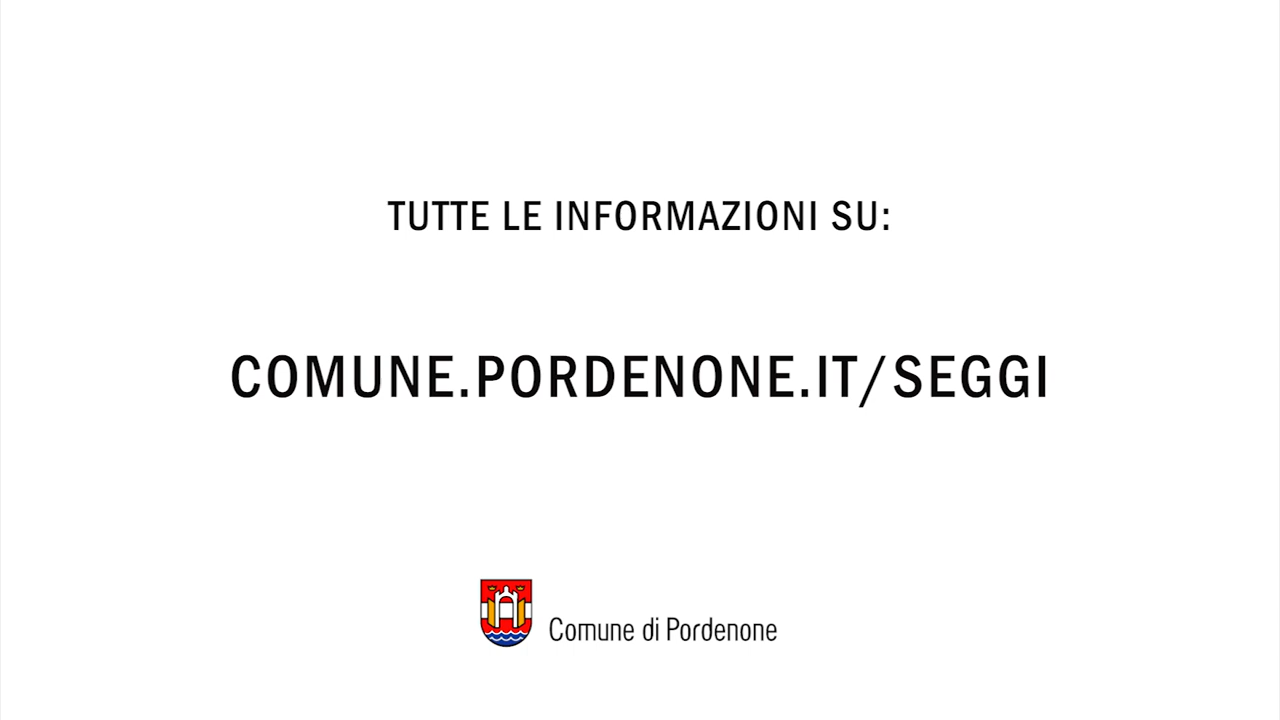 TUTTE LE INFORMAZIONI SU:
COMUNE.PORDENONE.IT/SEGGI
Comune di Pordenone